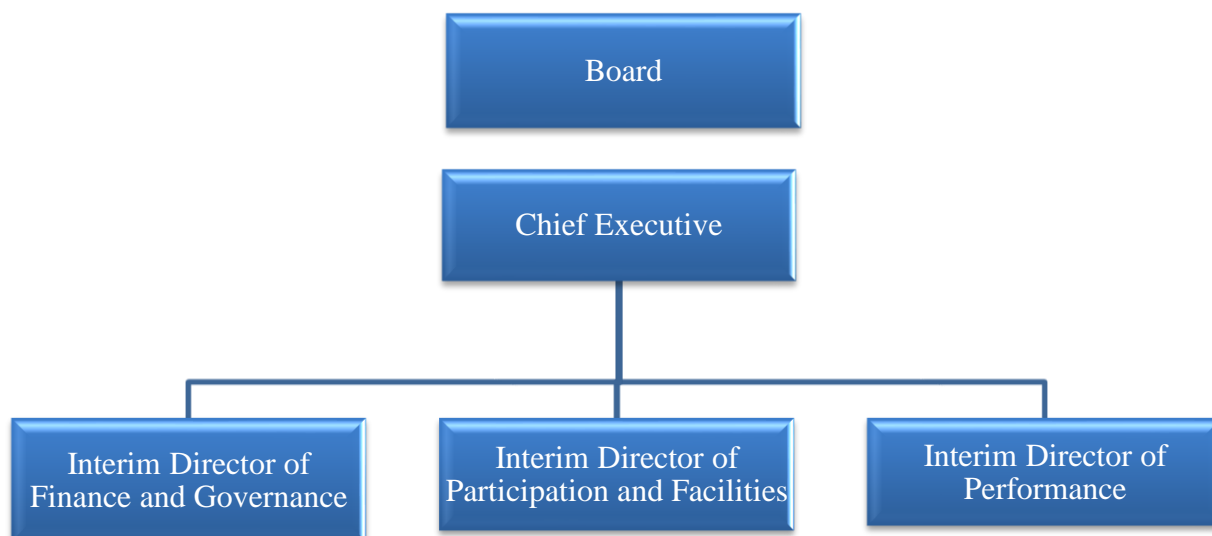 Board
Chief Executive
Interim Director of
Finance and Governance
Interim Director of
Participation and Facilities
Interim Director of
Performance